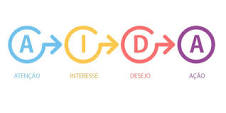 A I D A
ATENÇÃO INTERESSE DESEJO AÇÃO